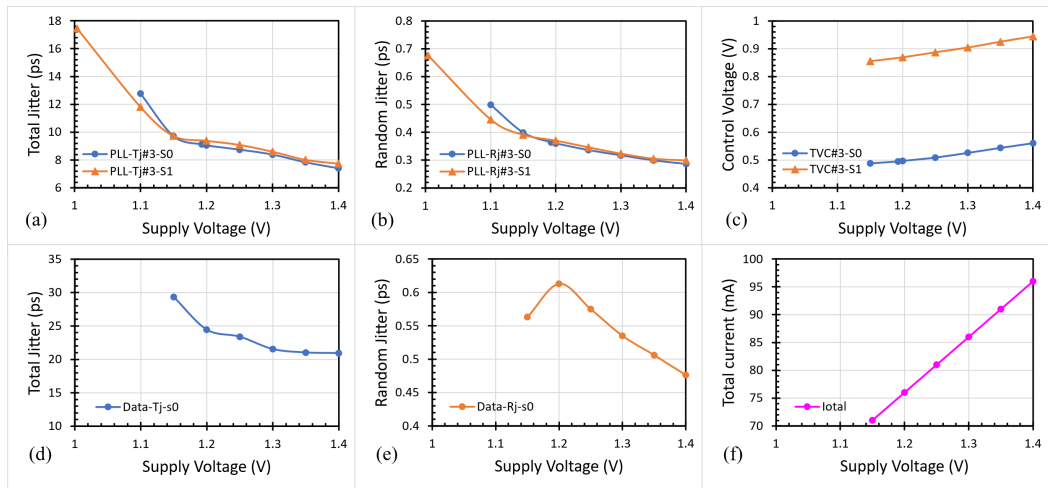 18
16
14
12
10
8
6
Total Jitter (ps)
PLL-Tj#3-S0
PLL-Tj#3-S1
1
1.1
1.2
1.3
1.4
Supply Voltage (V)
(a)
0.8
0.7
0.6
0.5
0.4
0.3
0.2
Random Jitter (ps)
PLL-Rj#3-S0
PLL-Rj#3-S1
1
1.1
1.2
1.3
1.4
Supply Voltage (V)
(b)
1
0.9
0.8
0.7
0.6
0.5
0.4
Control Voltage (V)
TVC#3-S0
TVC#3-S1
1
1.1
1.2
1.3
1.4
Supply Voltage (V)
(c)
35
30
25
20
15
10
Total Jitter (ps)
Data-Tj-s0
1
1.1
1.2
1.3
1.4
Supply Voltage (V)
(d)
0.65
0.6
0.55
0.5
0.45
0.4
Random Jitter (ps)
Data-Rj-s0
1
1.1
1.2
1.3
1.4
Supply Voltage (V)
(e)
100
95
90
85
80
75
70
Total current (mA)
Iotal
1
1.1
1.2
1.3
1.4
Supply Voltage (V)
(f)